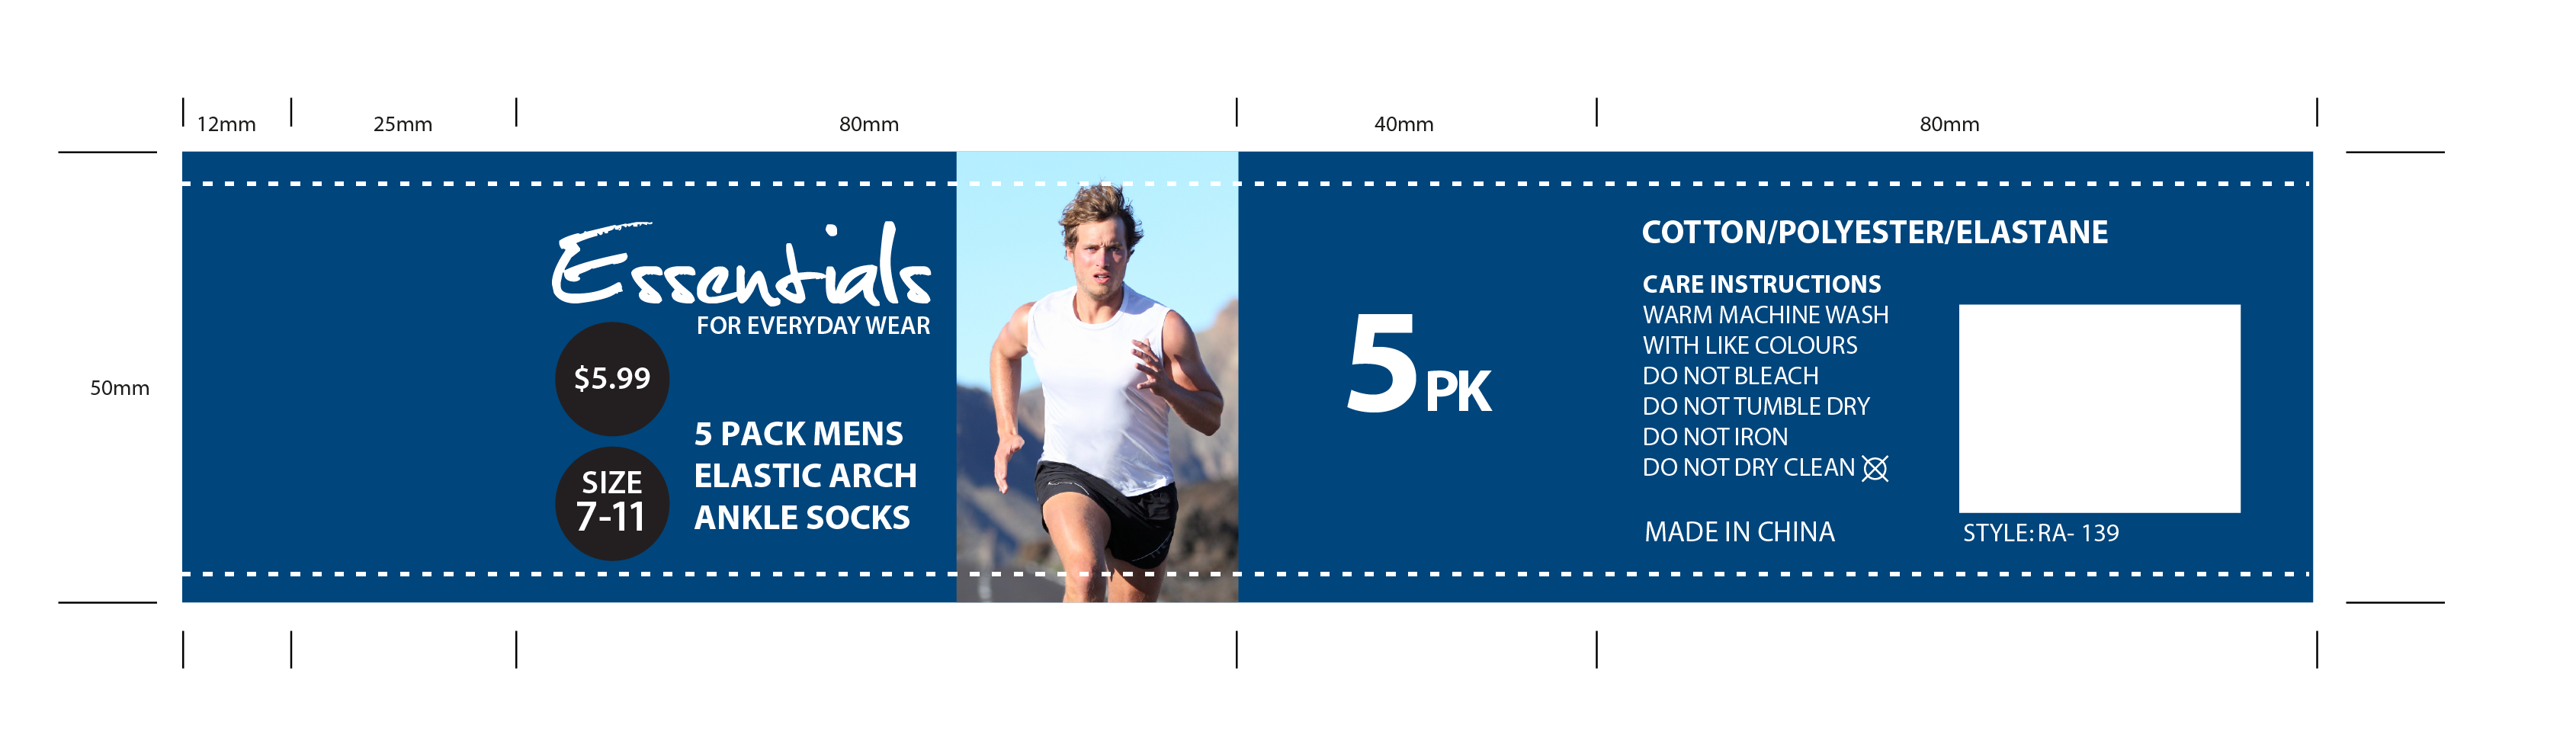 12mm
25mm
80mm
40mm
80mm
50mm
Essentials
FOR EVERYDAY WEAR
$5.99
SIZE
7-11
5 PACK MENS
ELASTIC ARCH
ANKLE SOCKS
5PK
COTTON/POLYESTER/ELASTANE
CARE INSTRUCTIONS
WARM MACHINE WASH
WITH LIKE COLOURS
DO NOT BLEACH
DO NOT TUMBLE DRY
DO NOT IRON
DO NOT DRY CLEAN
MADE IN CHINA
STYLE: RA- 139